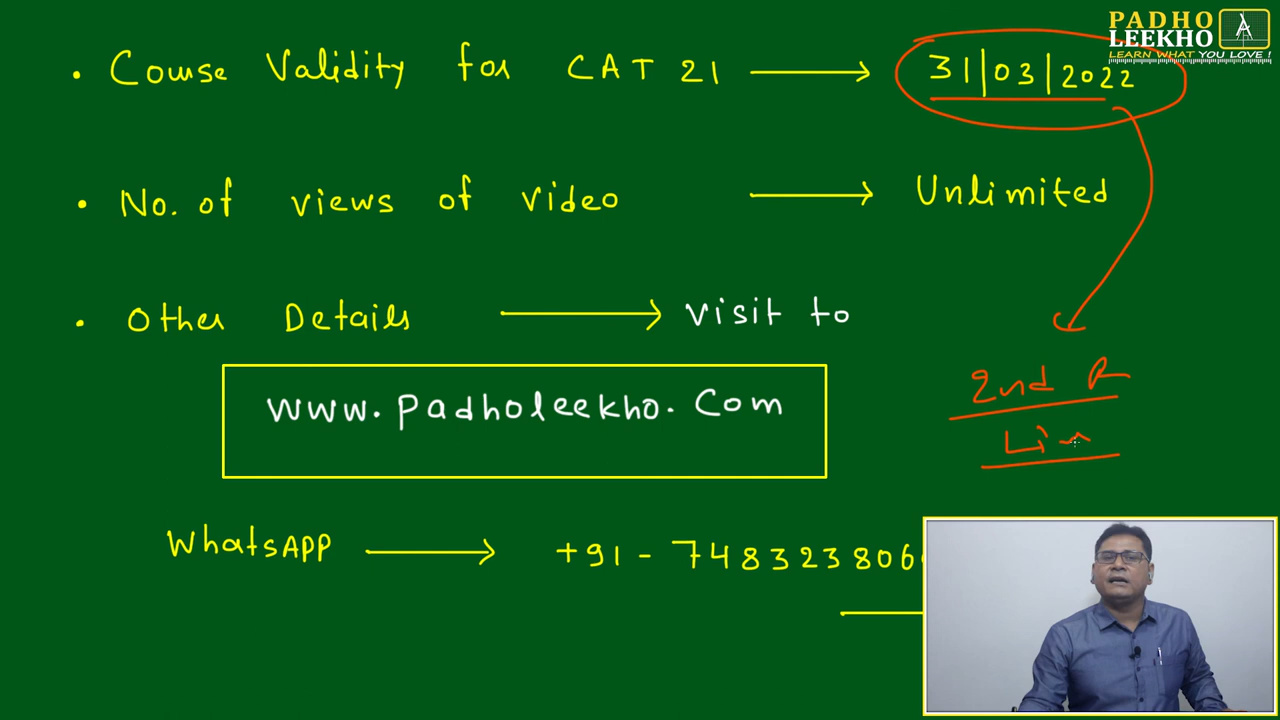 PADHO
LEEKHO
LEARN WHAT YOU LOVE !
• Course Validity for CAT 21 → 31/03/2022
• No. of views of video → Unlimited
• Other Details → visit to
www.Padholeekho.Com
2nd R
WhatsAPP → +91 - 748323806